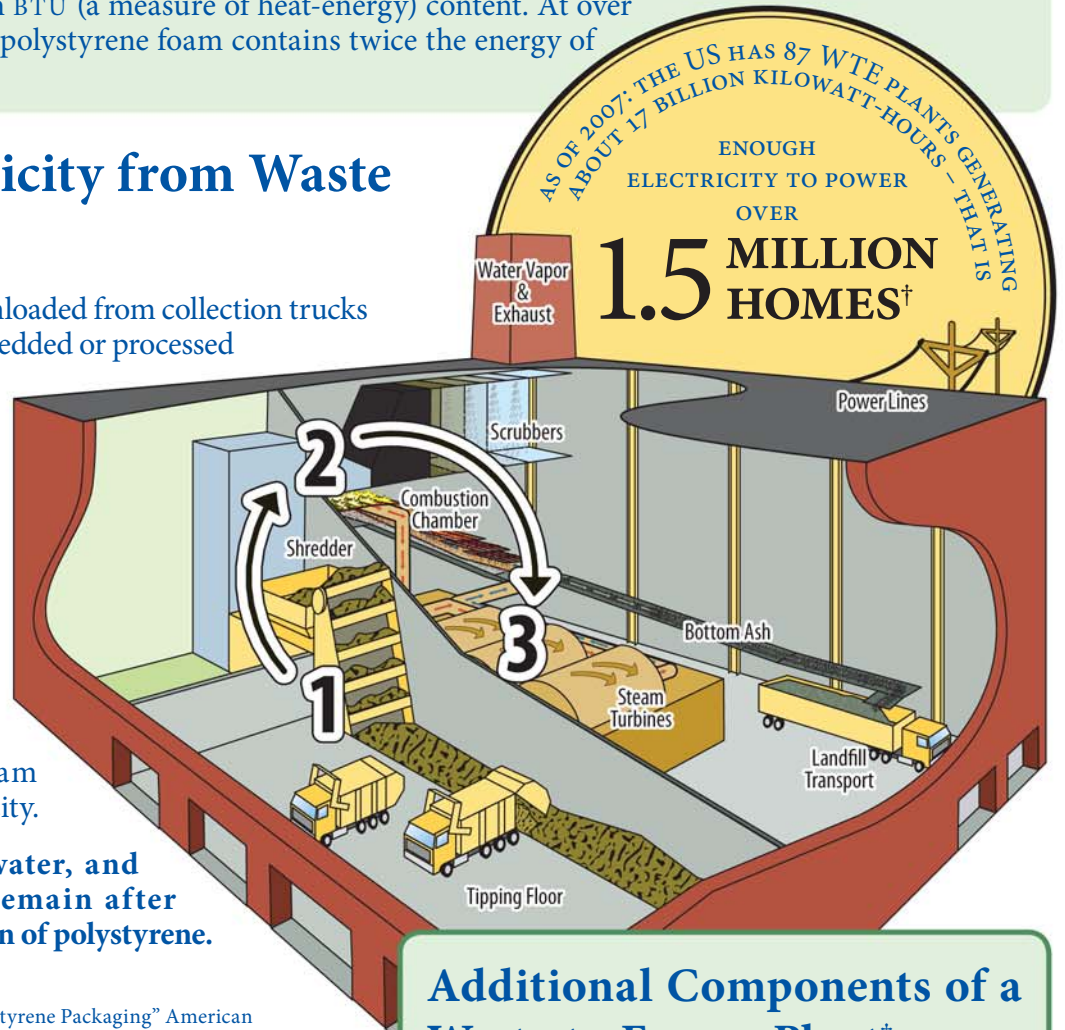 BTU (a measure of heat-energy) content. At over
polystyrene foam contains twice the energy of
AS OF 2007: THE US HAS 87 WTE PLANTS GENERATING
ABOUT 17 BILLION KILOWATT-HOURS – THAT IS
ENOUGH
ELECTRICITY TO POWER
OVER
1.5 MILLION
HOMES†
icity from Waste
loaded from collection trucks
edded or processed
Water Vapor
&
Exhaust
Power Lines
Scrubbers
2
Combustion
Chamber
Shredder
3
Bottom Ash
1
Steam
Turbines
Landfill
Transport
Tipping Floor
am
ity.
water, and
emain after
n of polystyrene.
tyrene Packaging” American
Additional Components of a